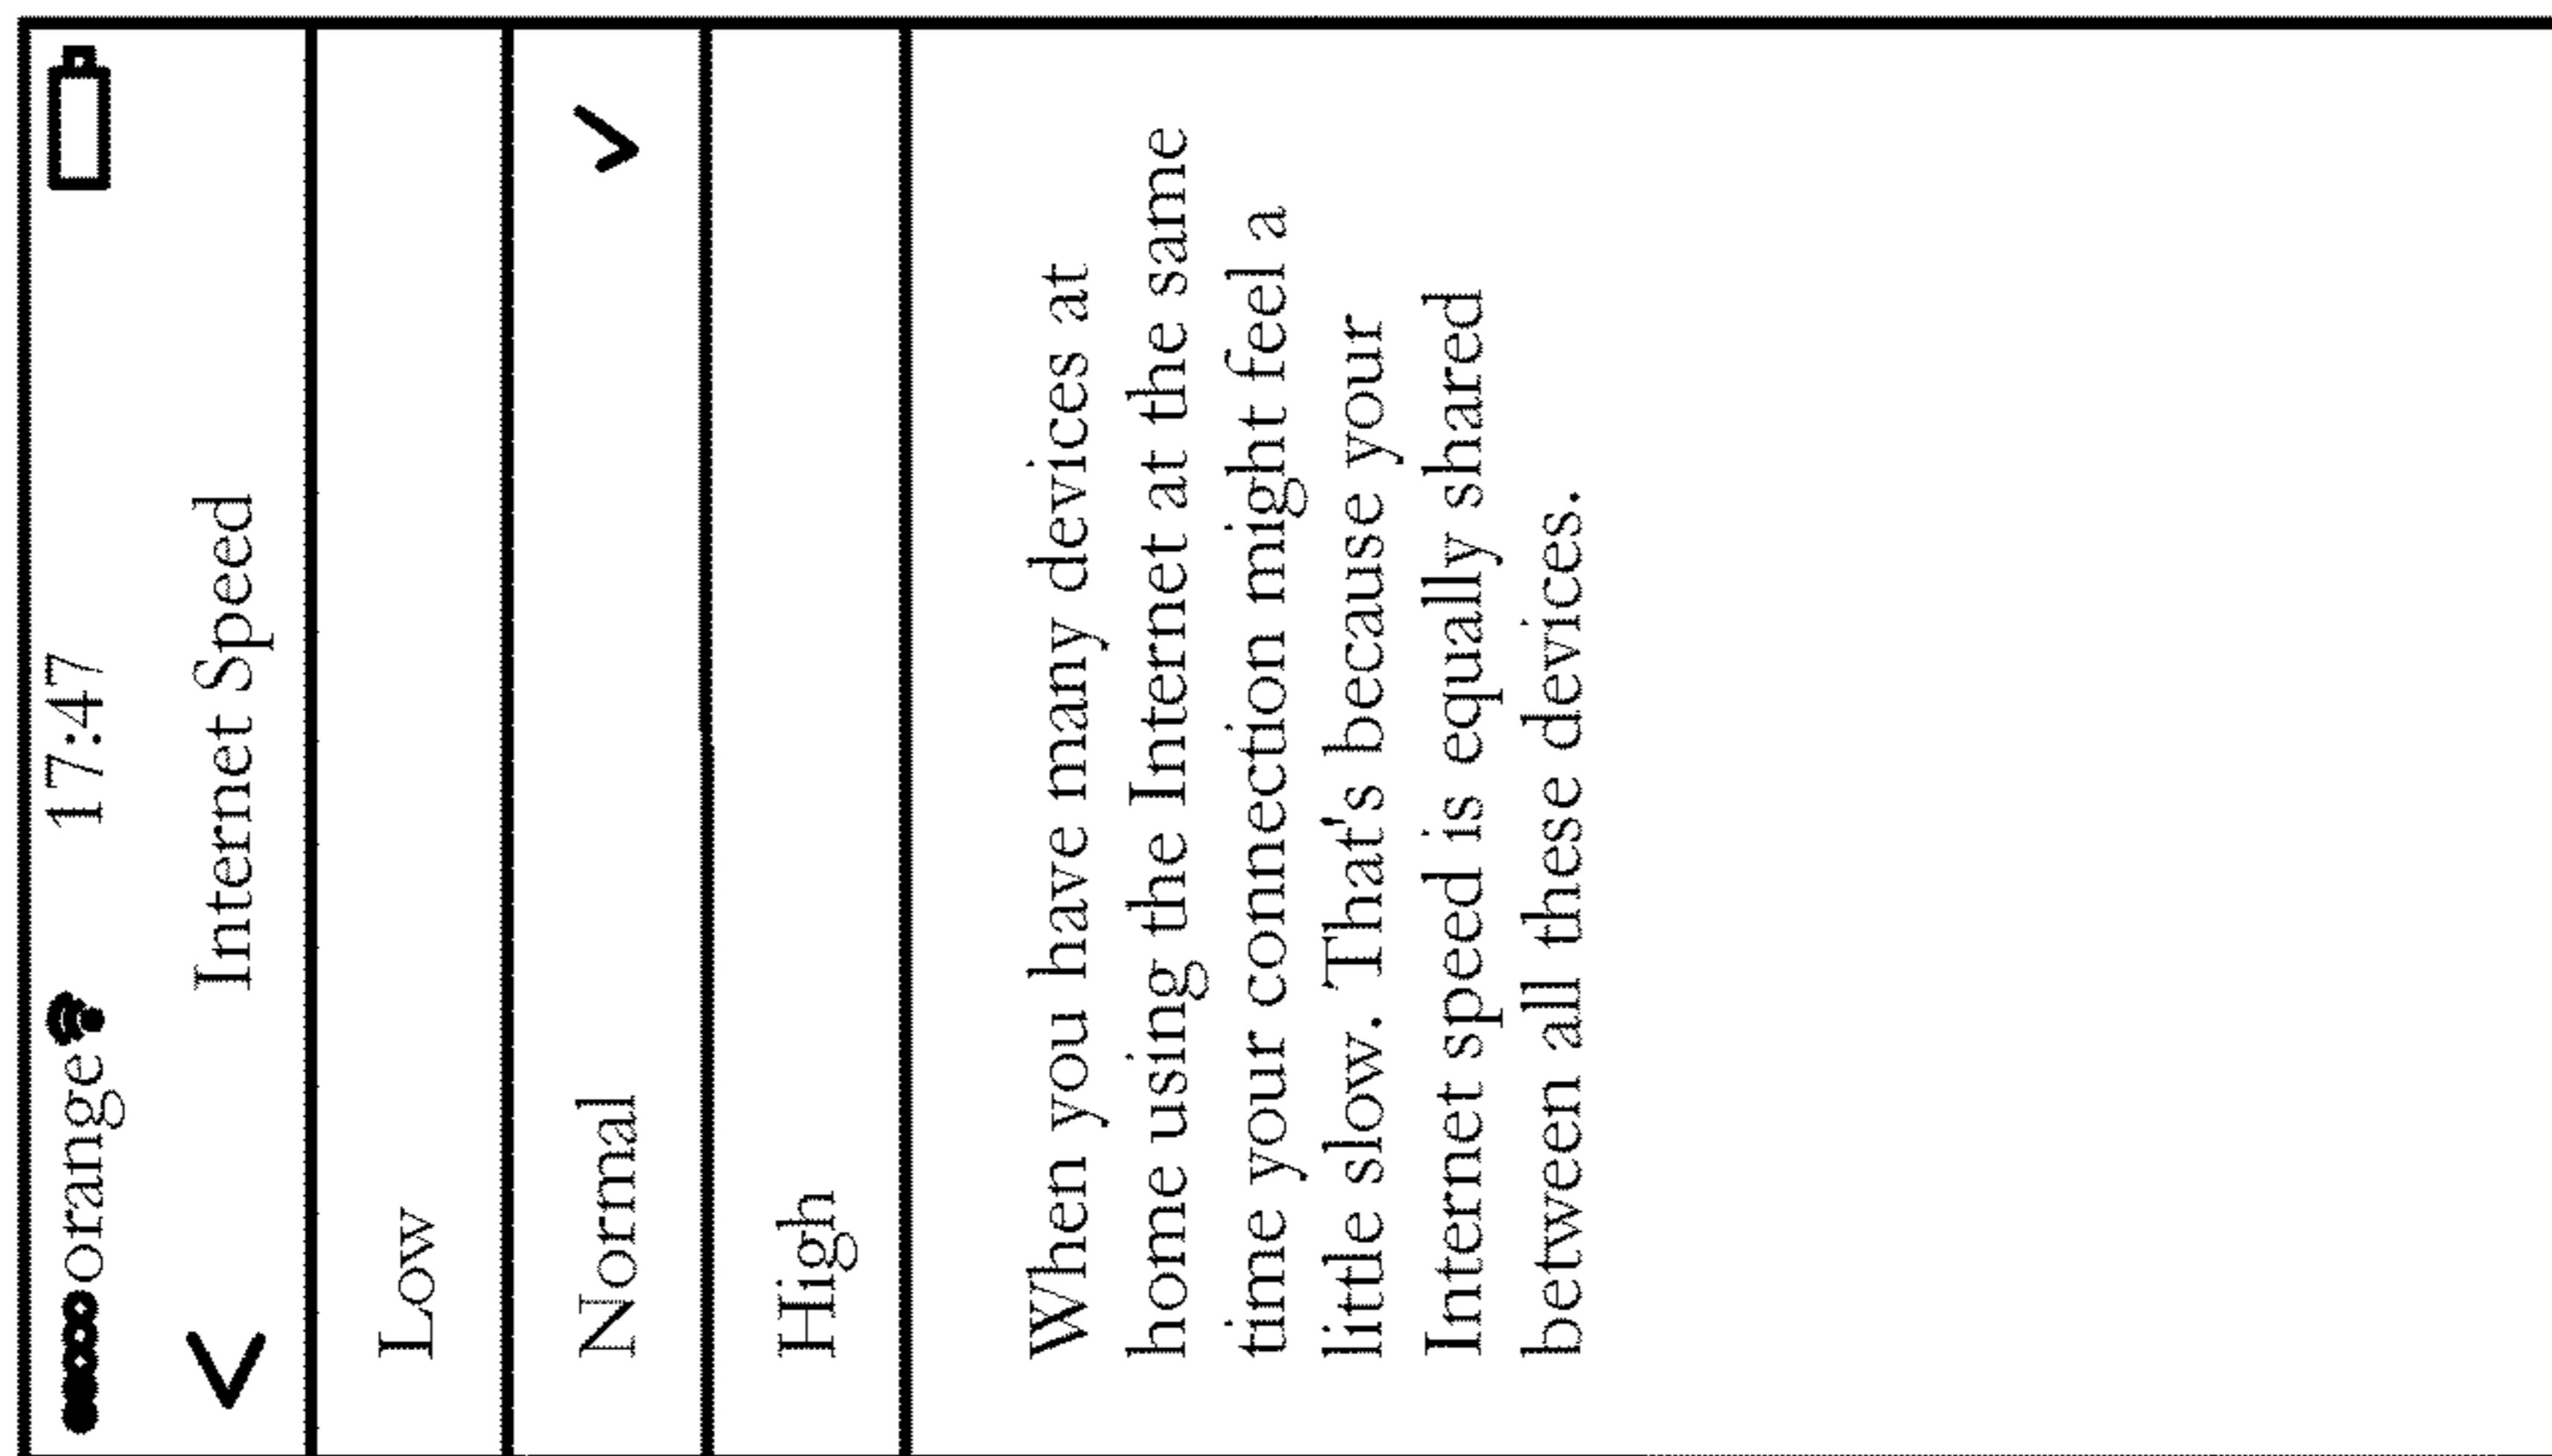 orange 17:47
Internet Speed
Low
Normal
High
When you have many devices at
home using the Internet at the same
time your connection might feel a
little slow. That's because your
Internet speed is equally shared
between all these devices.